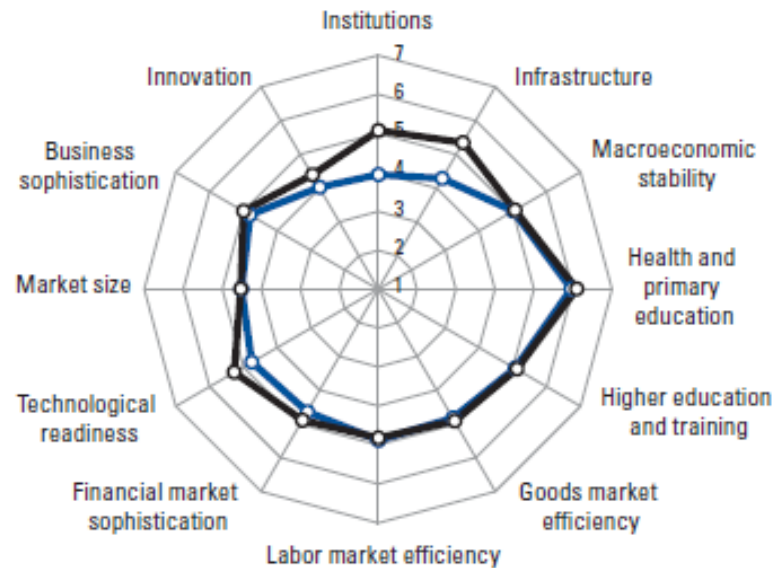 Institutions
Infrastructure
Macroeconomic
stability
Health and
primary
education
Higher education
and training
Goods market
efficiency
Labor market efficiency
Financial market
sophistication
Technological
readiness
Market size
Business
sophistication
Innovation
7
6
5
4
3
2
1